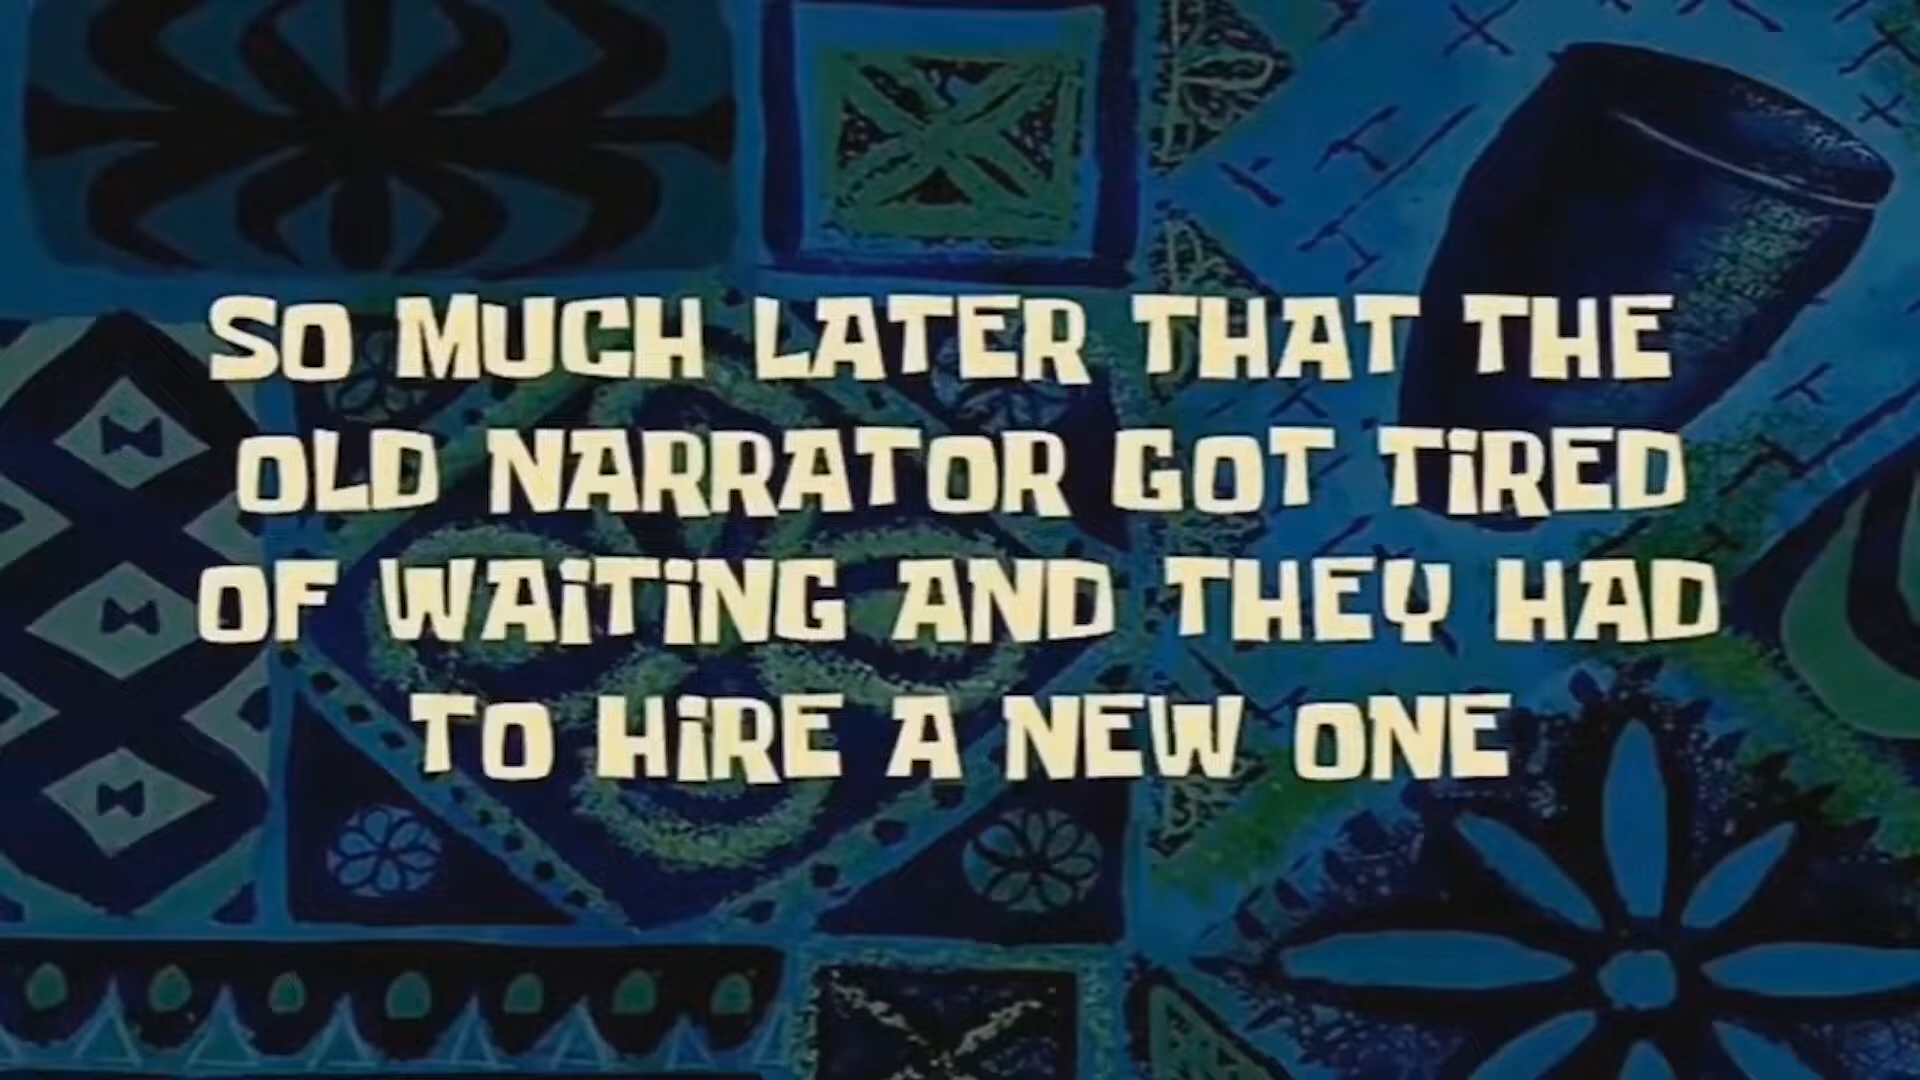 SO MUCH LATER THAT THE
OLD NARRATOR GOT TIRED
OF WAITING AND THEY HAD
TO HIRE A NEW ONE